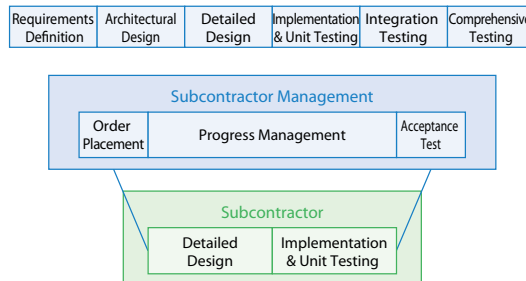 Requirements
Definition
Architectural
Design
Detailed
Design
Implementation
& Unit Testing
Integration
Testing
Comprehensive
Testing
Subcontractor Management
Order
Placement
Progress Management
Acceptance
Test
Subcontractor
Detailed
Design
Implementation
& Unit Testing